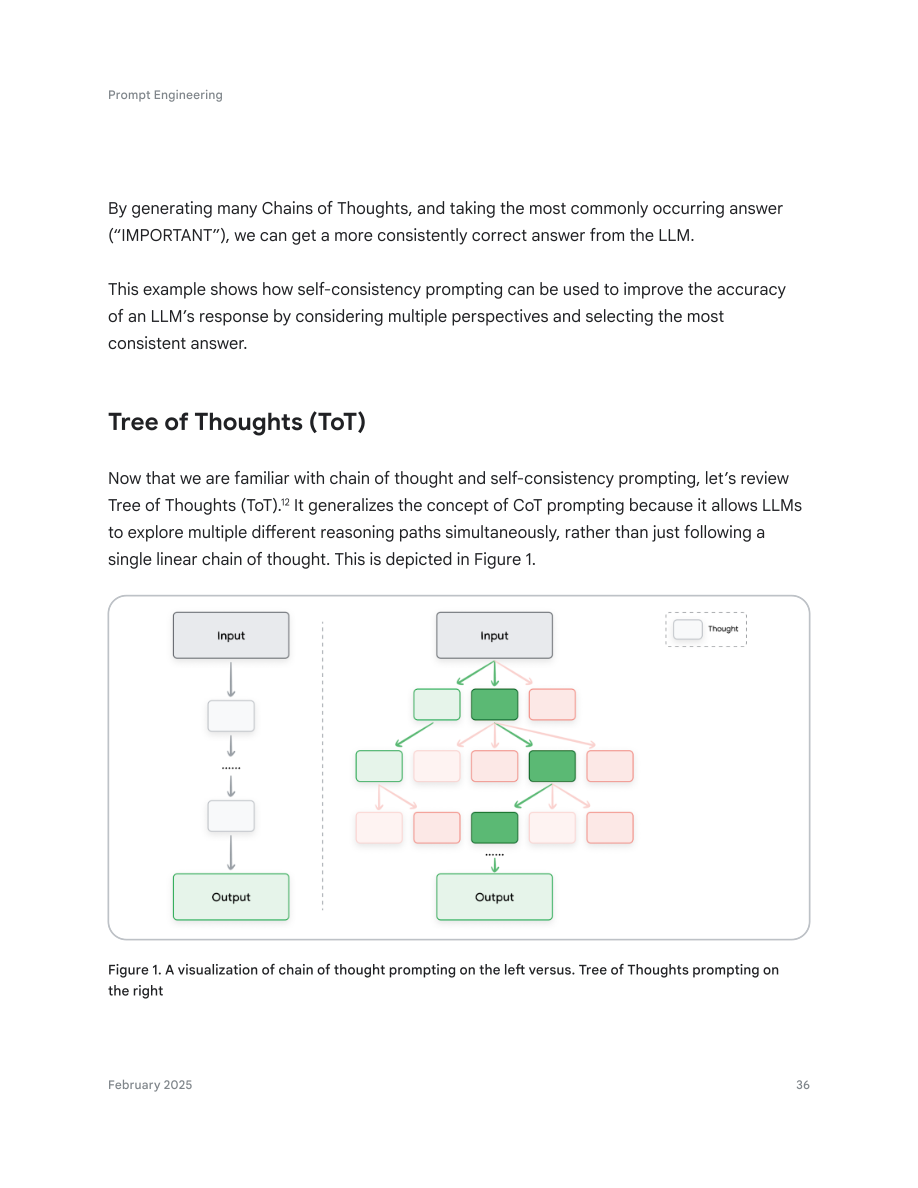 Prompt Engineering
By generating many Chains of Thoughts, and taking the most commonly occurring answer
(“IMPORTANT”), we can get a more consistently correct answer from the LLM.
This example shows how self-consistency prompting can be used to improve the accuracy
of an LLM’s response by considering multiple perspectives and selecting the most
consistent answer.
Tree of Thoughts (ToT)
Now that we are familiar with chain of thought and self-consistency prompting, let’s review
Tree of Thoughts (ToT).12 It generalizes the concept of CoT prompting because it allows LLMs
to explore multiple different reasoning paths simultaneously, rather than just following a
single linear chain of thought. This is depicted in Figure 1.
Input
......
Output
Input
Thought
......
Output
Figure 1. A visualization of chain of thought prompting on the left versus. Tree of Thoughts prompting on
the right
February 2025
36